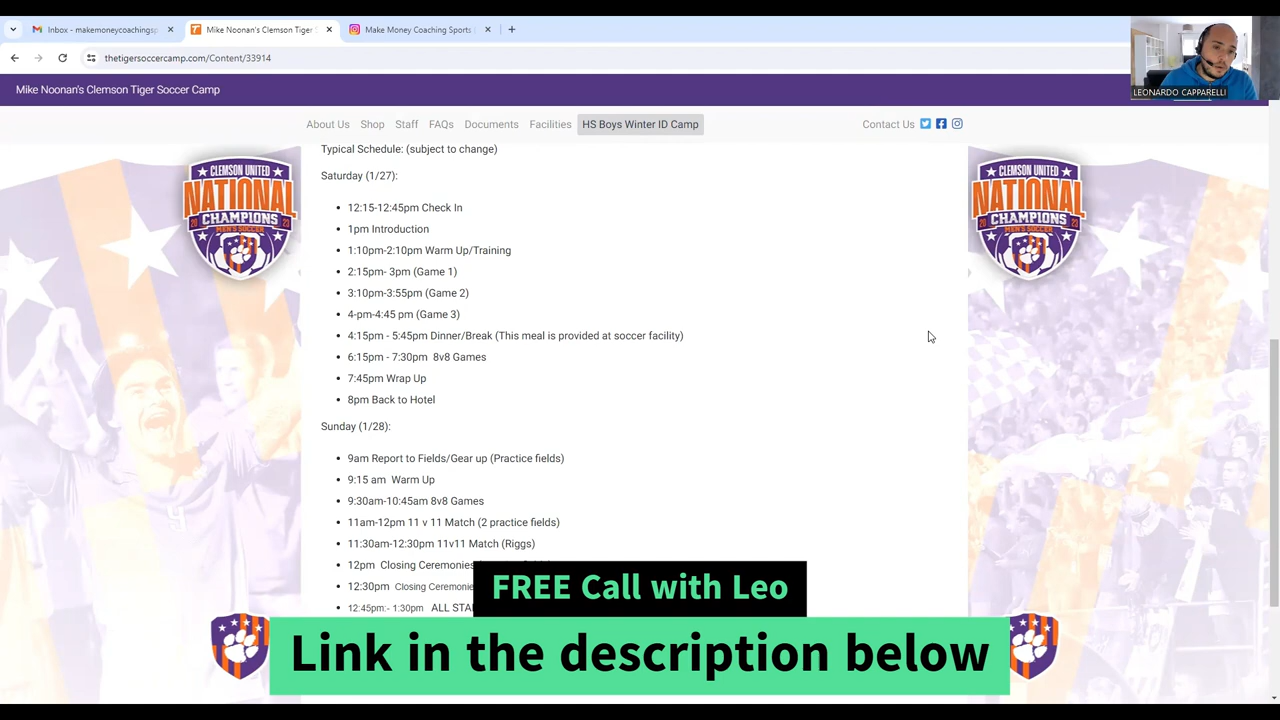 Inbox - makemoneycoachingsp
Mike Noonan's Clemson Tiger S
Make Money Coaching Sports
thetigersoccercamp.com/Content/33914
LEONARDO CAPPARELLI
Mike Noonan's Clemson Tiger Soccer Camp
About Us Shop Staff FAQs Documents Facilities HS Boys Winter ID Camp Contact Us
Typical Schedule: (subject to change)
CLEMSON UNITED
NATIONAL
CHAMPIONS
2023
MEN'S SOCCER
CLEMSON UNITED
NATIONAL
CHAMPIONS
2023
MEN'S SOCCER
Saturday (1/27):
• 12:15-12:45pm Check In
• 1pm Introduction
• 1:10pm-2:10pm Warm Up/Training
• 2:15pm- 3pm (Game 1)
• 3:10pm-3:55pm (Game 2)
• 4-pm-4:45 pm (Game 3)
• 4:15pm - 5:45pm Dinner/Break (This meal is provided at soccer facility)
• 6:15pm - 7:30pm 8v8 Games
• 7:45pm Wrap Up
• 8pm Back to Hotel
Sunday (1/28):
• 9am Report to Fields/Gear up (Practice fields)
• 9:15 am Warm Up
• 9:30am-10:45am 8v8 Games
• 11am-12pm 11 v 11 Match (2 practice fields)
• 11:30am-12:30pm 11v11 Match (Riggs)
• 12pm Closing Ceremonies
• 12:30pm Closing Ceremonie
• 12:45pm:- 1:30pm ALL STA
FREE Call with Leo
Link in the description below